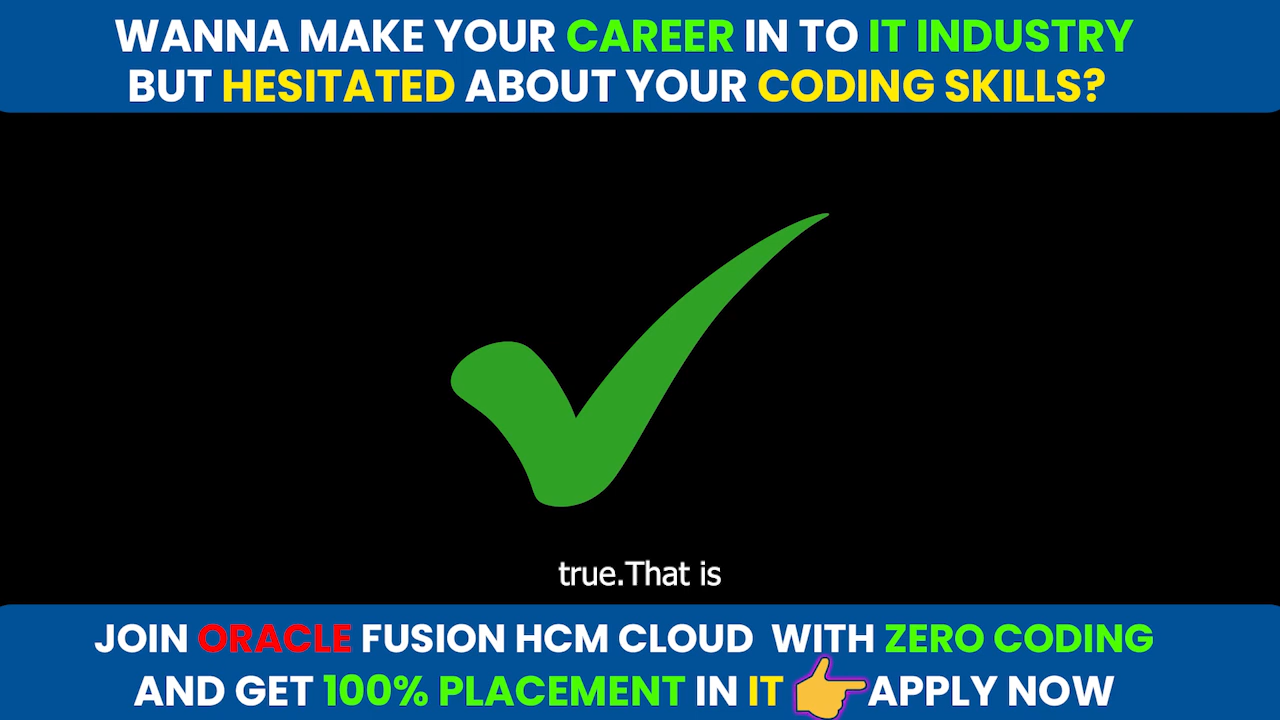 WANNA MAKE YOUR CAREER IN TO IT INDUSTRY
BUT HESITATED ABOUT YOUR CODING SKILLS?
true.That is
JOIN ORACLE FUSION HCM CLOUD WITH ZERO CODING
AND GET 100% PLACEMENT IN IT APPLY NOW